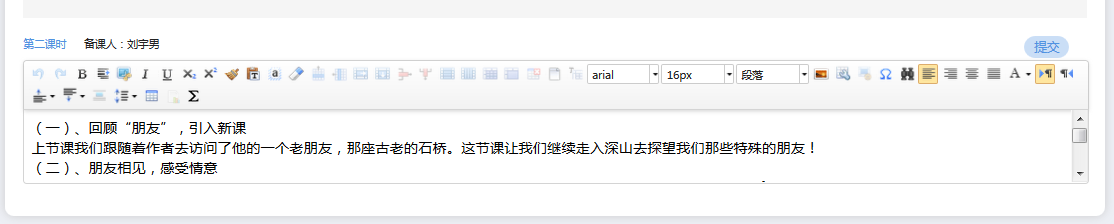 第二课时 备课人：刘宇男 提交
arial 16px 段落
（一）、回顾“朋友”，引入新课
上节课我们跟随着作者去访问了他的一个老朋友，那座古老的石桥。这节课让我们继续走入深山去探望我们那些特殊的朋友！
（二）、朋友相见，感受情意